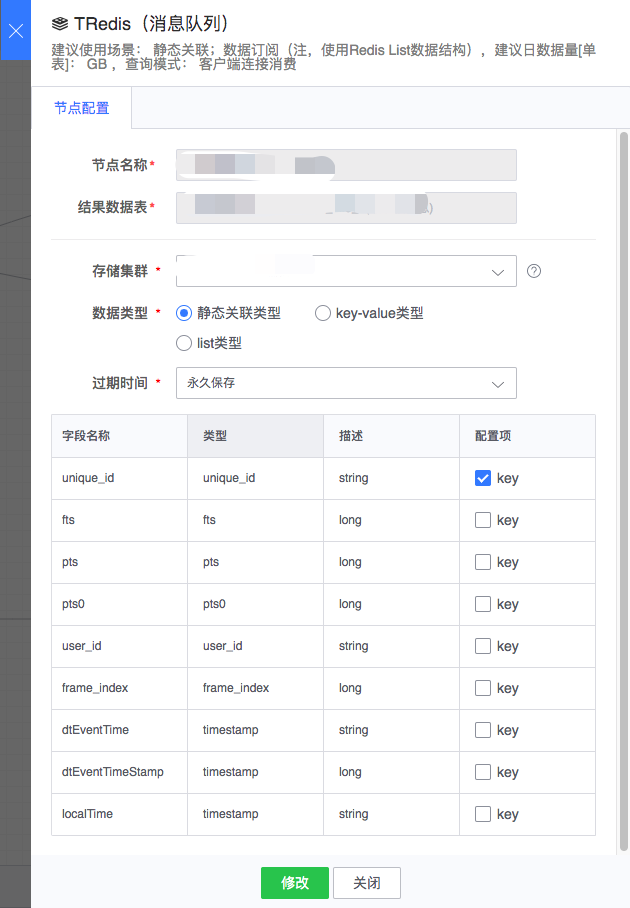 TRedis（消息队列）
建议使用场景： 静态关联；数据订阅（注，使用Redis List数据结构），建议日数据量[单
表]： GB ，查询模式： 客户端连接消费
节点配置
节点名称*
结果数据表*
存储集群 *
数据类型 * 静态关联类型 key-value类型
list类型
过期时间 * 永久保存
字段名称 类型 描述 配置项
unique_id unique_id string key
fts fts long key
pts pts long key
pts0 pts0 long key
user_id user_id string key
frame_index frame_index long key
dtEventTime timestamp string key
dtEventTimeStamp timestamp long key
localTime timestamp string key
修改 关闭